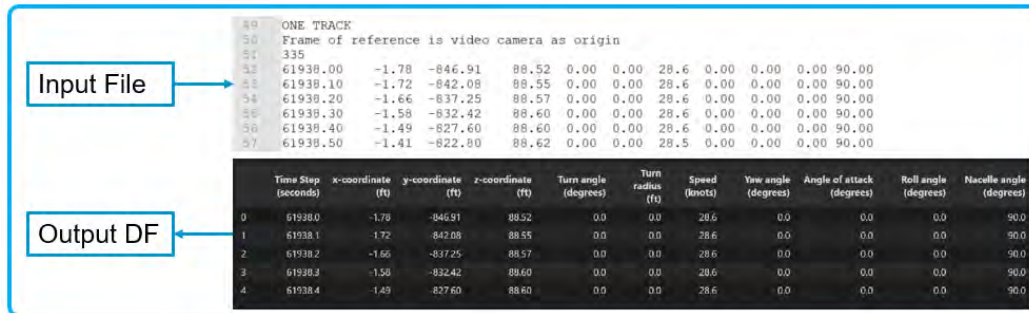 49 ONE TRACK
50 Frame of reference is video camera as origin
51 335
52 61938.00 -1.78 -846.91 88.52 0.00 0.00 28.6 0.00 0.00 0.00 90.00
Input File
53 61938.10 -1.72 -842.08 88.55 0.00 0.00 28.6 0.00 0.00 0.00 90.00
54 61938.20 -1.66 -837.25 88.57 0.00 0.00 28.6 0.00 0.00 0.00 90.00
55 61938.30 -1.58 -832.42 88.60 0.00 0.00 28.6 0.00 0.00 0.00 90.00
56 61938.40 -1.49 -827.60 88.60 0.00 0.00 28.6 0.00 0.00 0.00 90.00
57 61938.50 -1.41 -822.80 88.62 0.00 0.00 28.5 0.00 0.00 0.00 90.00
Time Step (seconds) x-coordinate (ft) y-coordinate (ft) z-coordinate (ft) Turn angle (degrees) Turn radius (ft) Speed (knots) Yaw angle (degrees) Angle of attack (degrees) Roll angle (degrees) Nacelle angle (degrees)
0 61938.0 -1.78 -846.91 88.52 0.0 0.0 28.6 0.0 0.0 0.0 90.0
Output DF
1 61938.1 -1.72 -842.08 88.55 0.0 0.0 28.6 0.0 0.0 0.0 90.0
2 61938.2 -1.66 -837.25 88.57 0.0 0.0 28.6 0.0 0.0 0.0 90.0
3 61938.3 -1.58 -832.42 88.60 0.0 0.0 28.6 0.0 0.0 0.0 90.0
4 61938.4 -1.49 -827.60 88.60 0.0 0.0 28.6 0.0 0.0 0.0 90.0